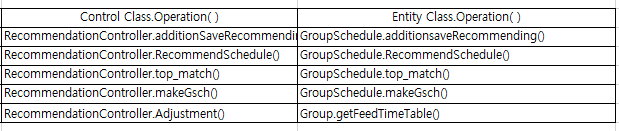 Control Class.Operation( ) Entity Class.Operation( )
RecommendationController.additionSaveRecommendin GroupSchedule.additionsaveRecommending()
RecommendationController.RecommendSchedule() GroupSchedule.RecommendSchedule()
RecommendationController.top_match() GroupSchedule.top_match()
RecommendationController.makeGsch() GroupSchedule.makeGsch()
RecommendationController.Adjustment() Group.getFeedTimeTable()